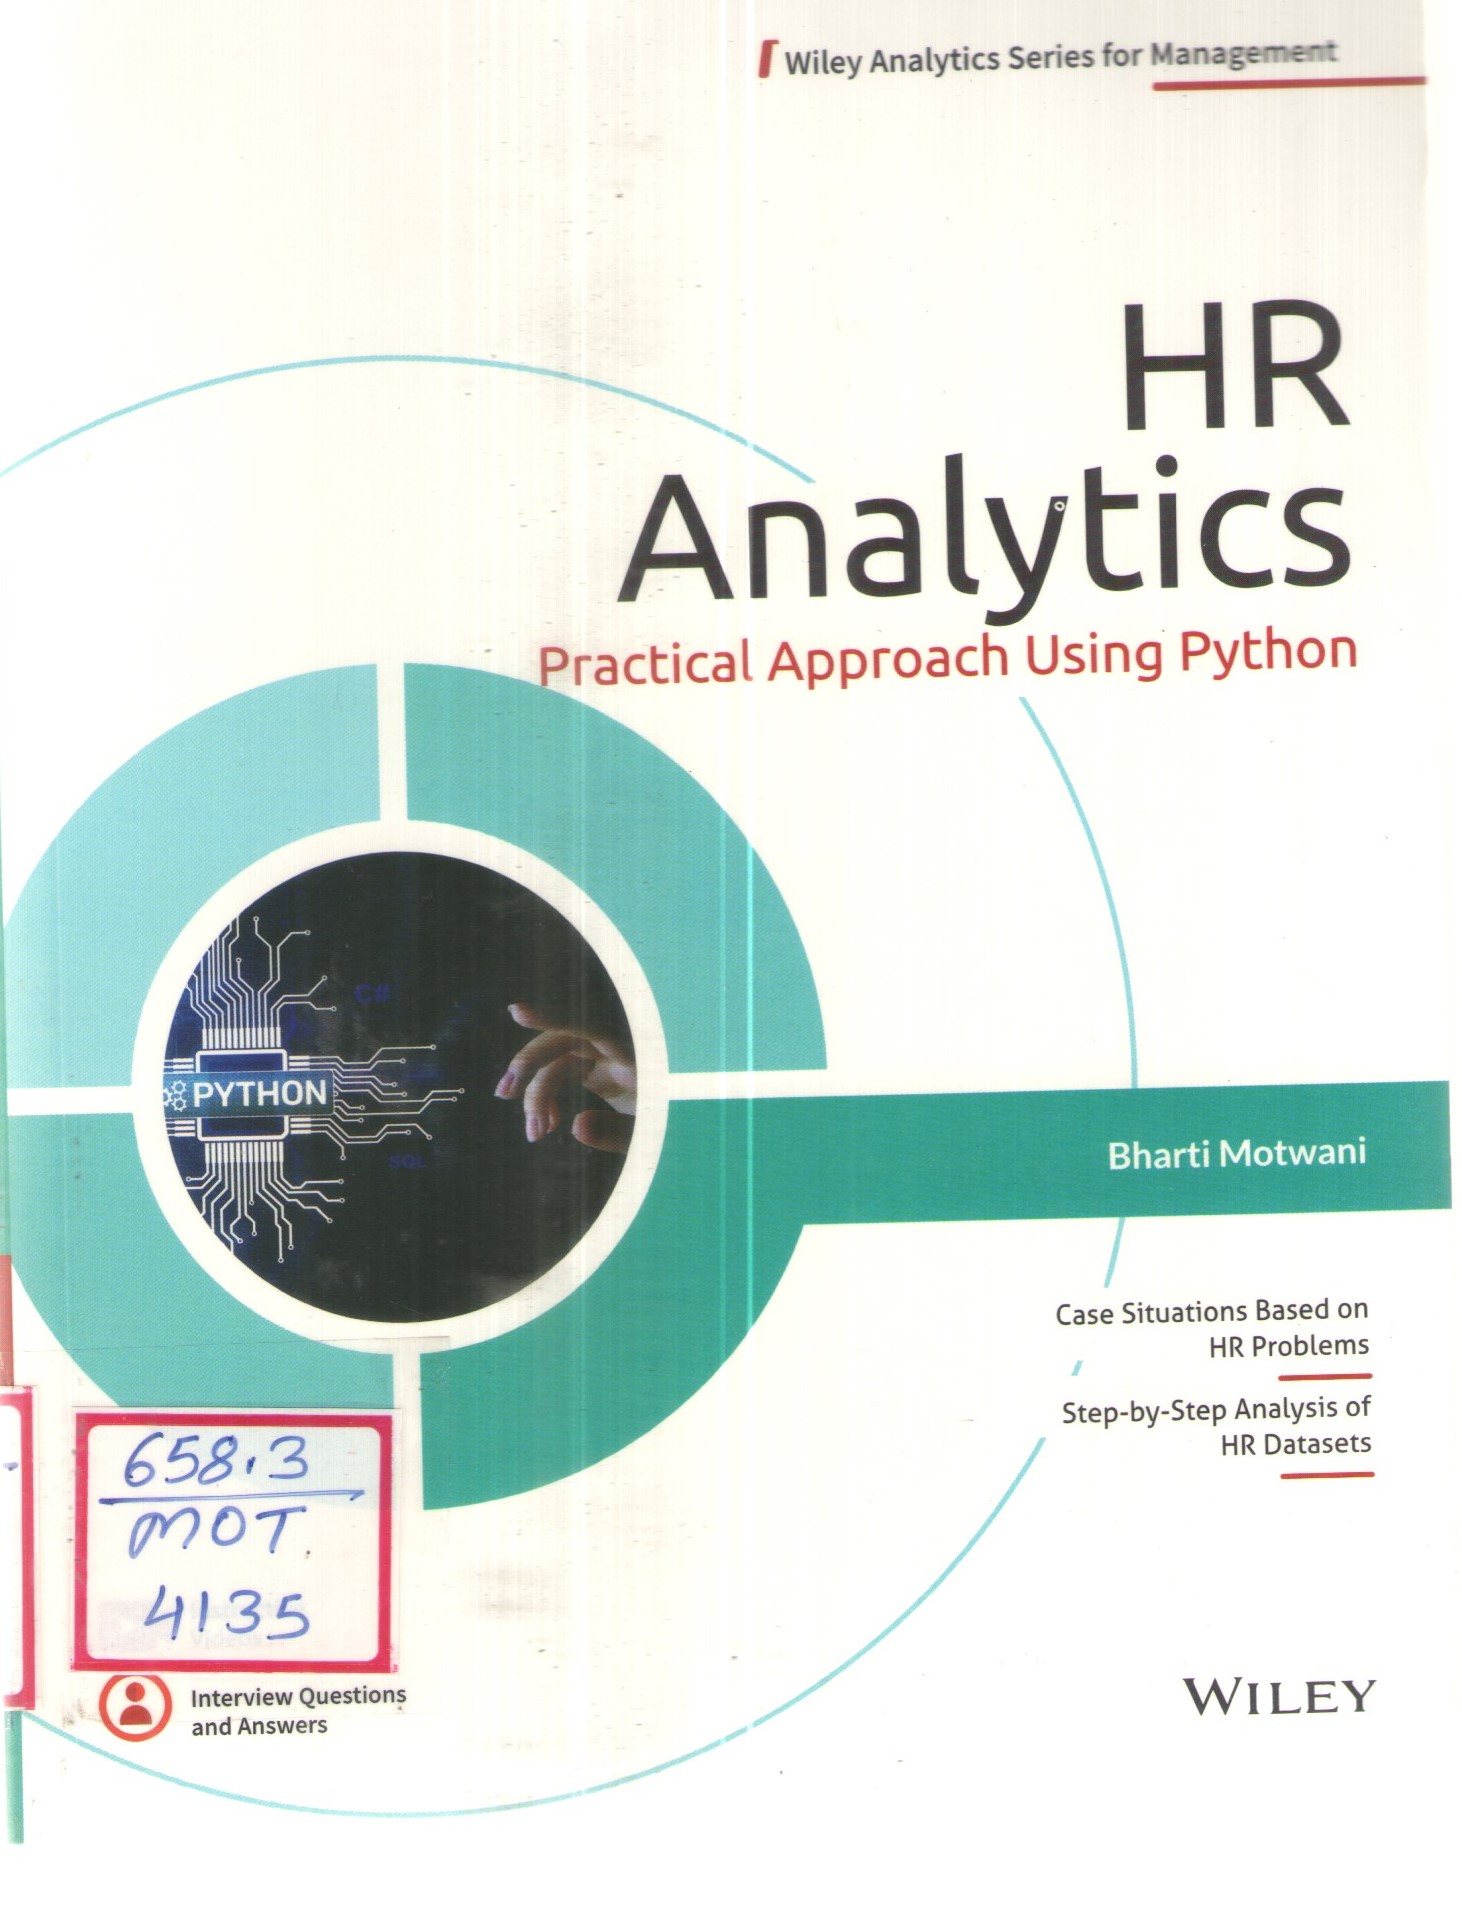 Wiley Analytics Series for Management
HR
Analytics
Practical Approach Using Python
C#
PYTHON
SQL
Bharti Motwani
Case Situations Based on
HR Problems
Step-by-Step Analysis of
HR Datasets
658.3
MOT
4135
Interview Questions
and Answers
WILEY